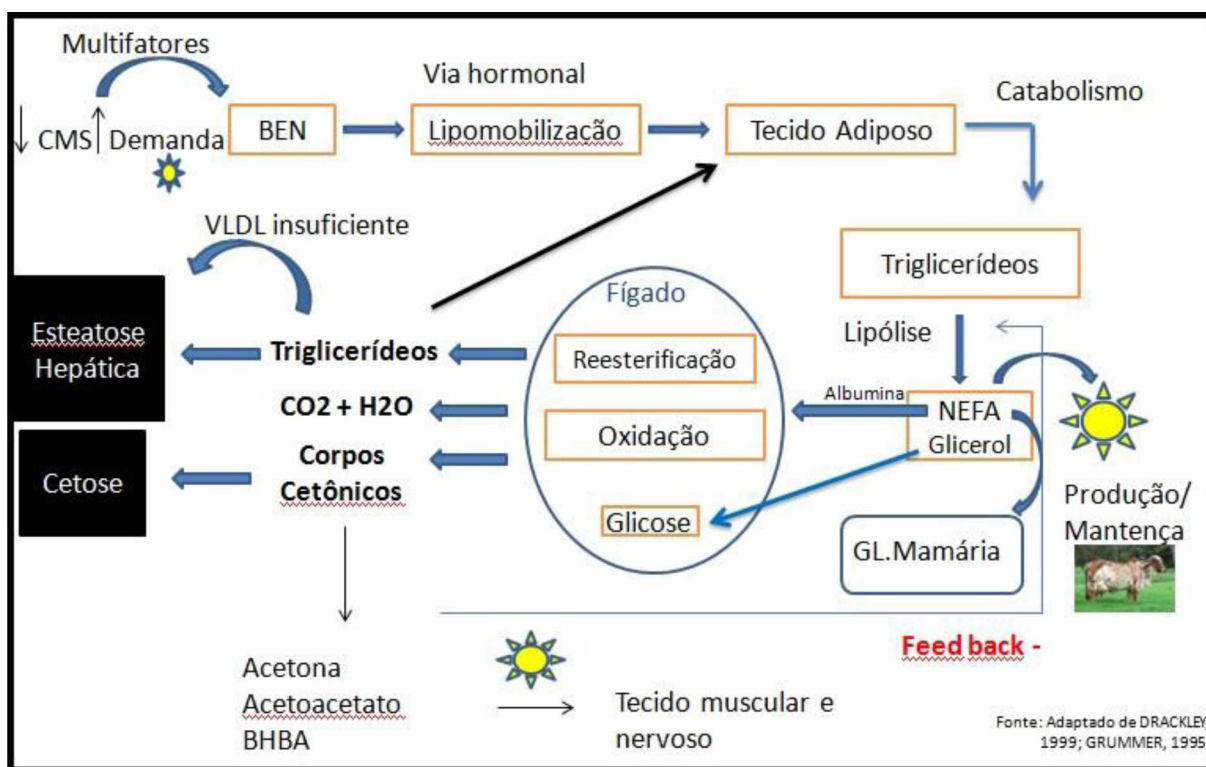 Multifatores
Via hormonal
Catabolismo
CMS Demanda
BEN
Lipomobilização
Tecido Adiposo
VLDL insuficiente
Triglicerídeos
Fígado
Esteatose
Hepática
Triglicerídeos
Reesterificação
Lipólise
Albumina
NEFA
Glicerol
CO2 + H2O
Oxidação
Corpos
Cetônicos
Cetose
Glicose
Produção/
Mantença
GL.Mamária
Feed back -
Acetona
Acetoacetato
BHBA
Tecido muscular e
nervoso
Fonte: Adaptado de DRACKLEY,
1999; GRUMMER, 1995